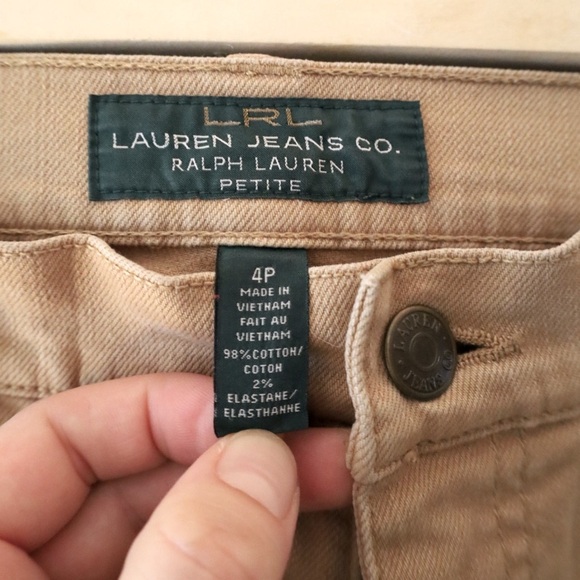 LRL
LAUREN JEANS CO.
RALPH LAUREN
PETITE
4P
MADE IN
VIETNAM
FAIT AU
VIETNAM
98%COTTON/
COTON
2%
ELASTANE/
ELASTHANNE
LAUREN
JEANS CO.